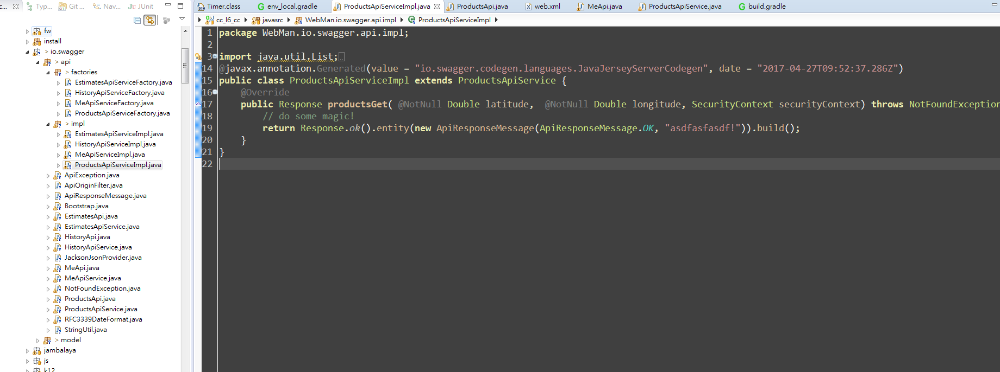 c... Typ... Git ... Nav... JUnit
Timer.class env_local.gradle ProductsApiServiceImpl.java ProductsApi.java web.xml MeApi.java ProductsApiService.java build.gradle
cc_l6_cc javasrc WebMan.io.swagger.api.impl ProductsApiServiceImpl
fw
install
> io.swagger
> api
> factories
EstimatesApiServiceFactory.java
HistoryApiServiceFactory.java
MeApiServiceFactory.java
ProductsApiServiceFactory.java
> impl
EstimatesApiServiceImpl.java
HistoryApiServiceImpl.java
MeApiServiceImpl.java
ProductsApiServiceImpl.java
ApiException.java
ApiOriginFilter.java
ApiResponseMessage.java
Bootstrap.java
EstimatesApi.java
EstimatesApiService.java
HistoryApi.java
HistoryApiService.java
JacksonJsonProvider.java
MeApi.java
MeApiService.java
NotFoundException.java
ProductsApi.java
ProductsApiService.java
RFC3339DateFormat.java
StringUtil.java
> model
jambalaya
js
k12
1 package WebMan.io.swagger.api.impl;
2
3 import java.util.List;
14 @javax.annotation.Generated(value = "io.swagger.codegen.languages.JavaJerseyServerCodegen", date = "2017-04-27T09:52:37.286Z")
15 public class ProductsApiServiceImpl extends ProductsApiService {
16 @Override
17 public Response productsGet( @NotNull Double latitude, @NotNull Double longitude, SecurityContext securityContext) throws NotFoundException
18 // do some magic!
19 return Response.ok().entity(new ApiResponseMessage(ApiResponseMessage.OK, "asdfasfasdf!")).build();
20 }
21 }
22